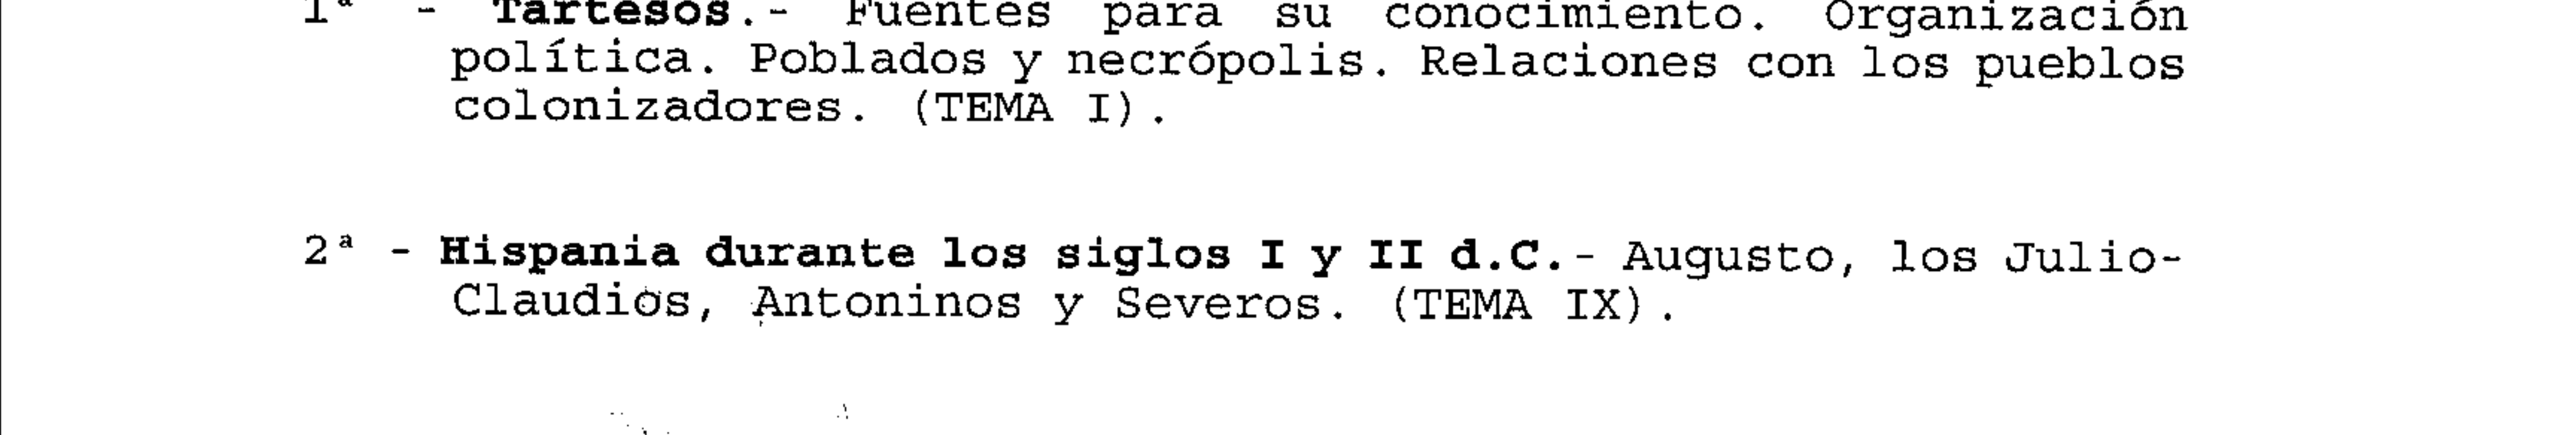 1ª - Tartesos.- Fuentes para su conocimiento. Organización
política. Poblados y necrópolis. Relaciones con los pueblos
colonizadores. (TEMA I).
2ª - Hispania durante los siglos I y II d.C.- Augusto, los Julio-
Claudios, Antoninos y Severos. (TEMA IX).